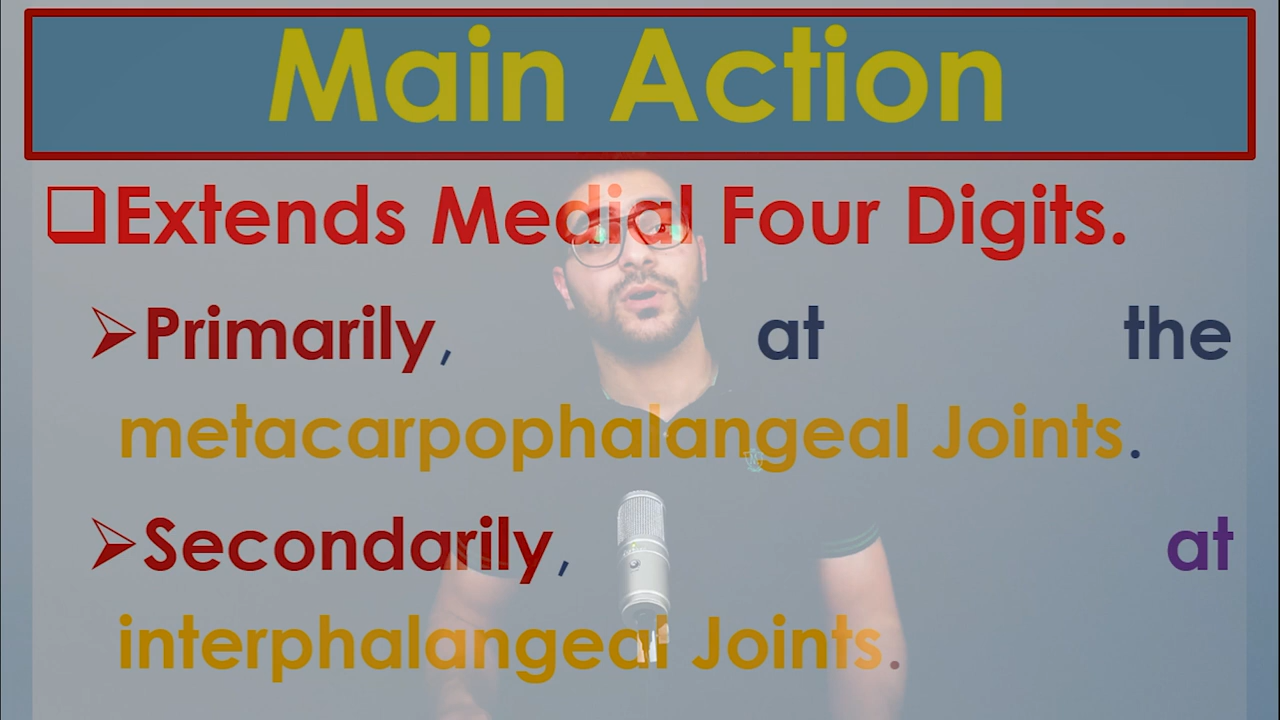 Main Action
❑Extends Medial Four Digits.
➢Primarily, at the
metacarpophalangeal Joints.
➢Secondarily, at
interphalangeal Joints.